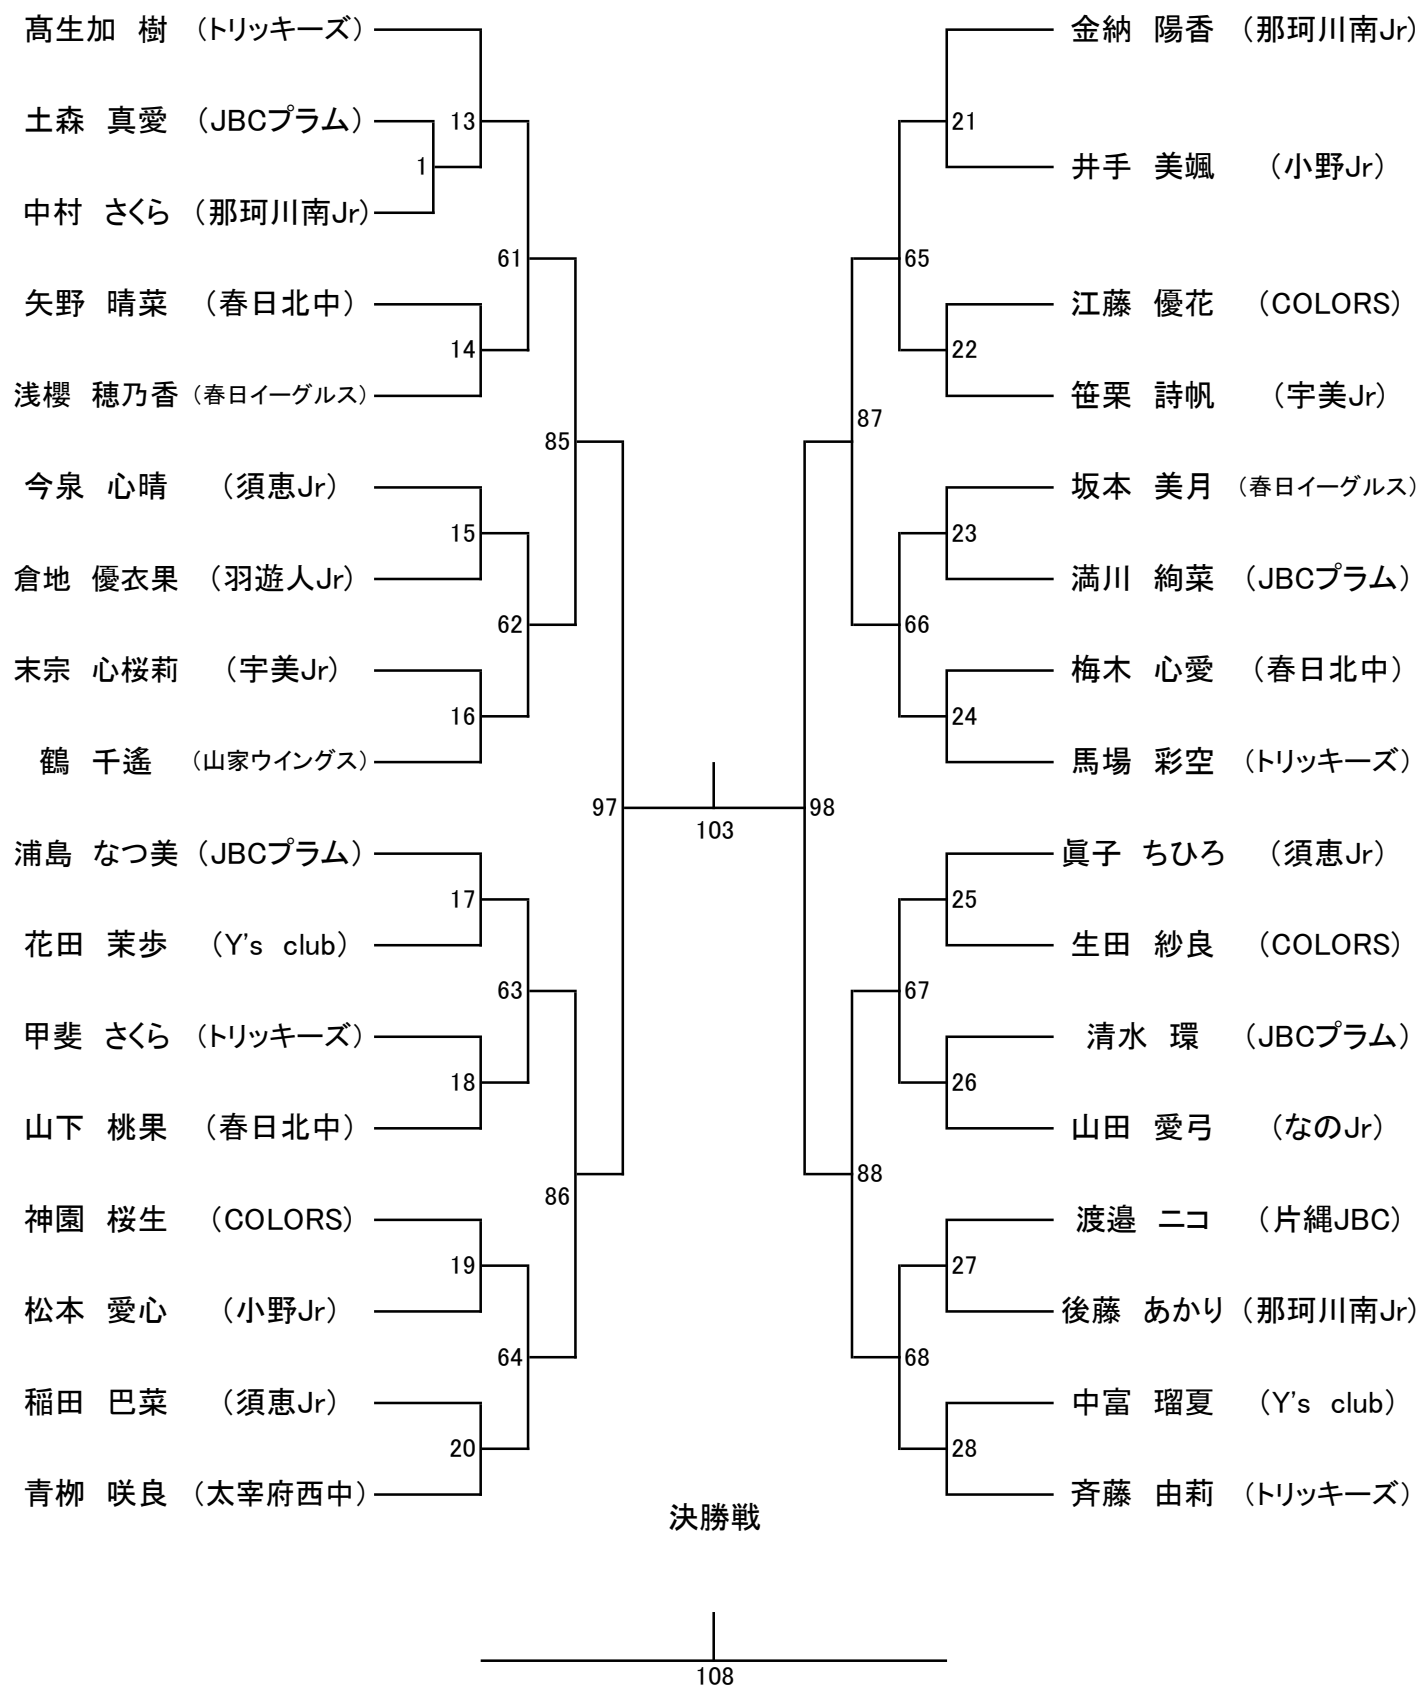 髙生加 樹 （トリッキーズ）
土森 真愛 （JBCプラム）
中村 さくら （那珂川南Jr）
矢野 晴菜 （春日北中）
浅櫻 穂乃香 （春日イーグルス）
今泉 心晴 （須恵Jr）
倉地 優衣果 （羽遊人Jr）
末宗 心桜莉 （宇美Jr）
鶴 千遙 （山家ウイングス）
浦島 なつ美 （JBCプラム）
花田 茉歩 （Y's club）
甲斐 さくら （トリッキーズ）
山下 桃果 （春日北中）
神園 桜生 （COLORS）
松本 愛心 （小野Jr）
稲田 巴菜 （須恵Jr）
青栁 咲良 （太宰府西中）
1
13
14
15
16
17
18
19
20
61
62
63
64
85
86
97
103
98
87
88
65
66
67
68
21
22
23
24
25
26
27
28
金納 陽香 （那珂川南Jr）
井手 美颯 （小野Jr）
江藤 優花 （COLORS）
笹栗 詩帆 （宇美Jr）
坂本 美月 （春日イーグルス）
満川 絢菜 （JBCプラム）
梅木 心愛 （春日北中）
馬場 彩空 （トリッキーズ）
眞子 ちひろ （須恵Jr）
生田 紗良 （COLORS）
清水 環 （JBCプラム）
山田 愛弓 （なのJr）
渡邉 ニコ （片縄JBC）
後藤 あかり （那珂川南Jr）
中富 瑠夏 （Y's club）
斉藤 由莉 （トリッキーズ）
決勝戦
108